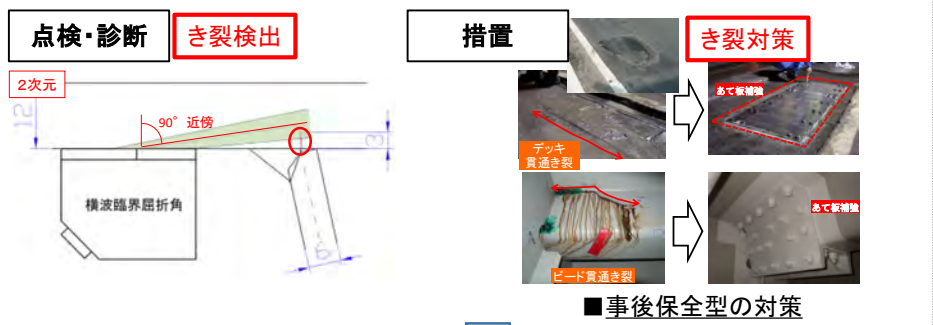 点検・診断
き裂検出
2次元
12
90° 近傍
3
横波臨界屈折角
6
措置
き裂対策
デッキ
貫通き裂
あて板補強
ビード貫通き裂
あて板補強
■事後保全型の対策